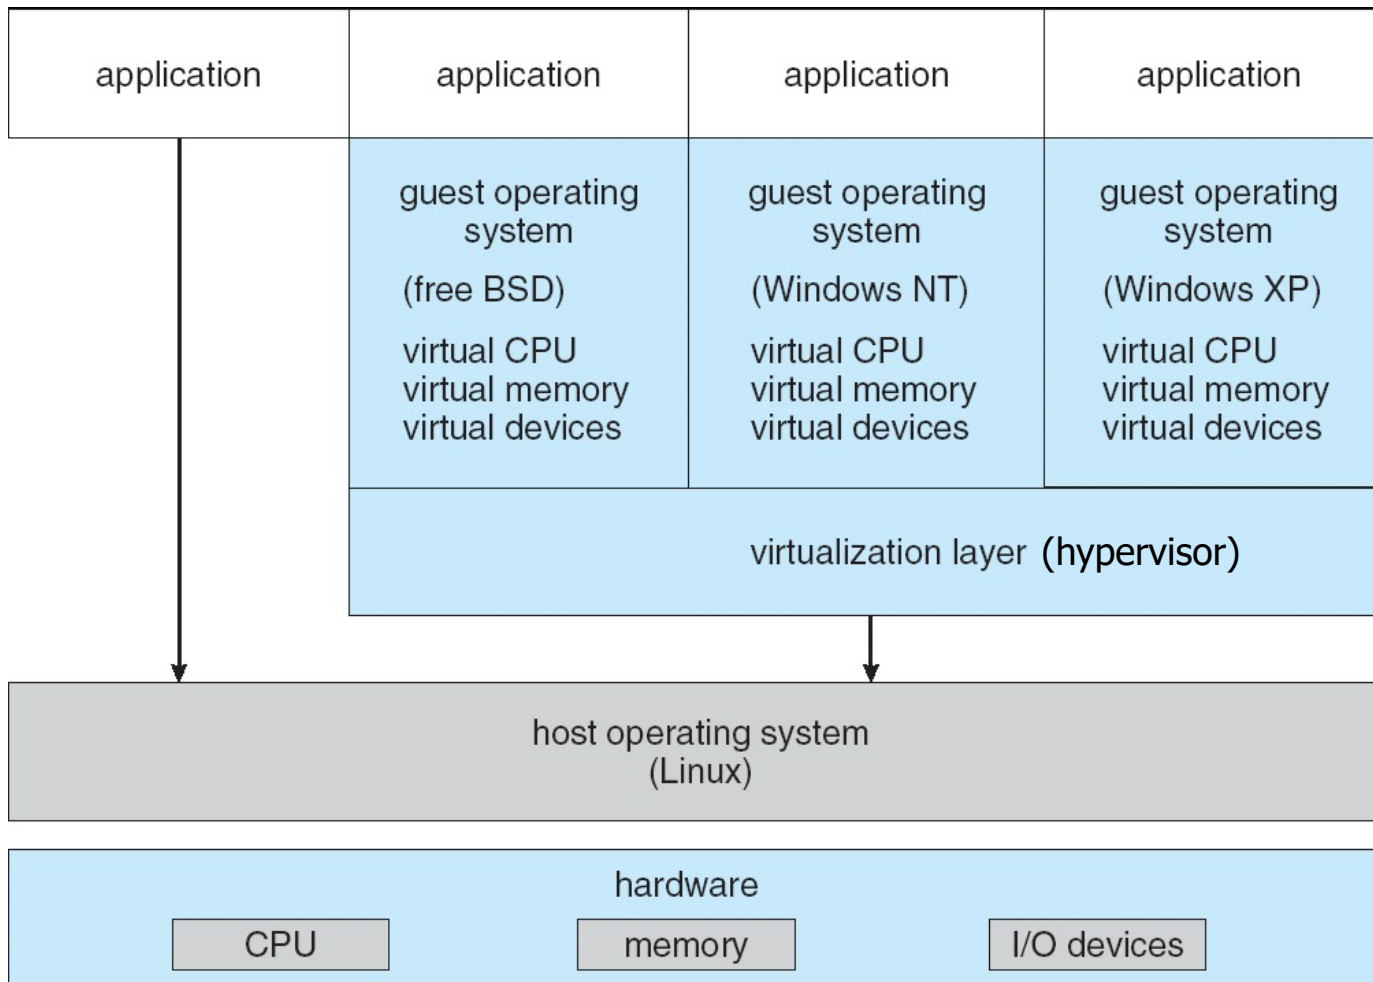 application
application
application
application
guest operating
system
(free BSD)
virtual CPU
virtual memory
virtual devices
guest operating
system
(Windows NT)
virtual CPU
virtual memory
virtual devices
guest operating
system
(Windows XP)
virtual CPU
virtual memory
virtual devices
virtualization layer (hypervisor)
host operating system
(Linux)
hardware
CPU
memory
I/O devices